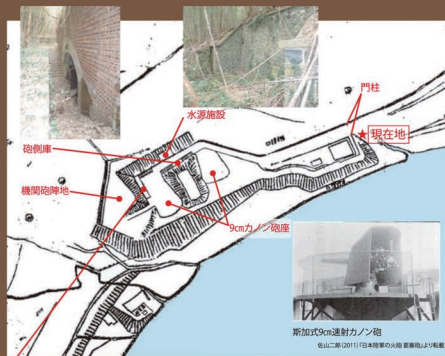 水源施設
門柱
★現在地
砲側庫
機関砲陣地
9cmカノン砲座
斯加式9cm速射カノン砲
佐山二郎(2011)『日本陸軍の火砲 要塞砲』より転載